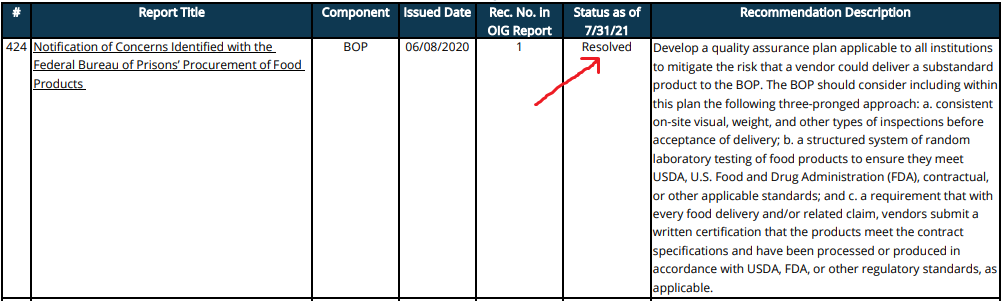 # Report Title Component Issued Date Rec. No. in OIG Report Status as of 7/31/21 Recommendation Description
424 Notification of Concerns Identified with the
Federal Bureau of Prisons’ Procurement of Food
Products
BOP
06/08/2020
1
Resolved
Develop a quality assurance plan applicable to all institutions
to mitigate the risk that a vendor could deliver a substandard
product to the BOP. The BOP should consider including within
this plan the following three-pronged approach: a. consistent
on-site visual, weight, and other types of inspections before
acceptance of delivery; b. a structured system of random
laboratory testing of food products to ensure they meet
USDA, U.S. Food and Drug Administration (FDA), contractual,
or other applicable standards; and c. a requirement that with
every food delivery and/or related claim, vendors submit a
written certification that the products meet the contract
specifications and have been processed or produced in
accordance with USDA, FDA, or other regulatory standards, as
applicable.